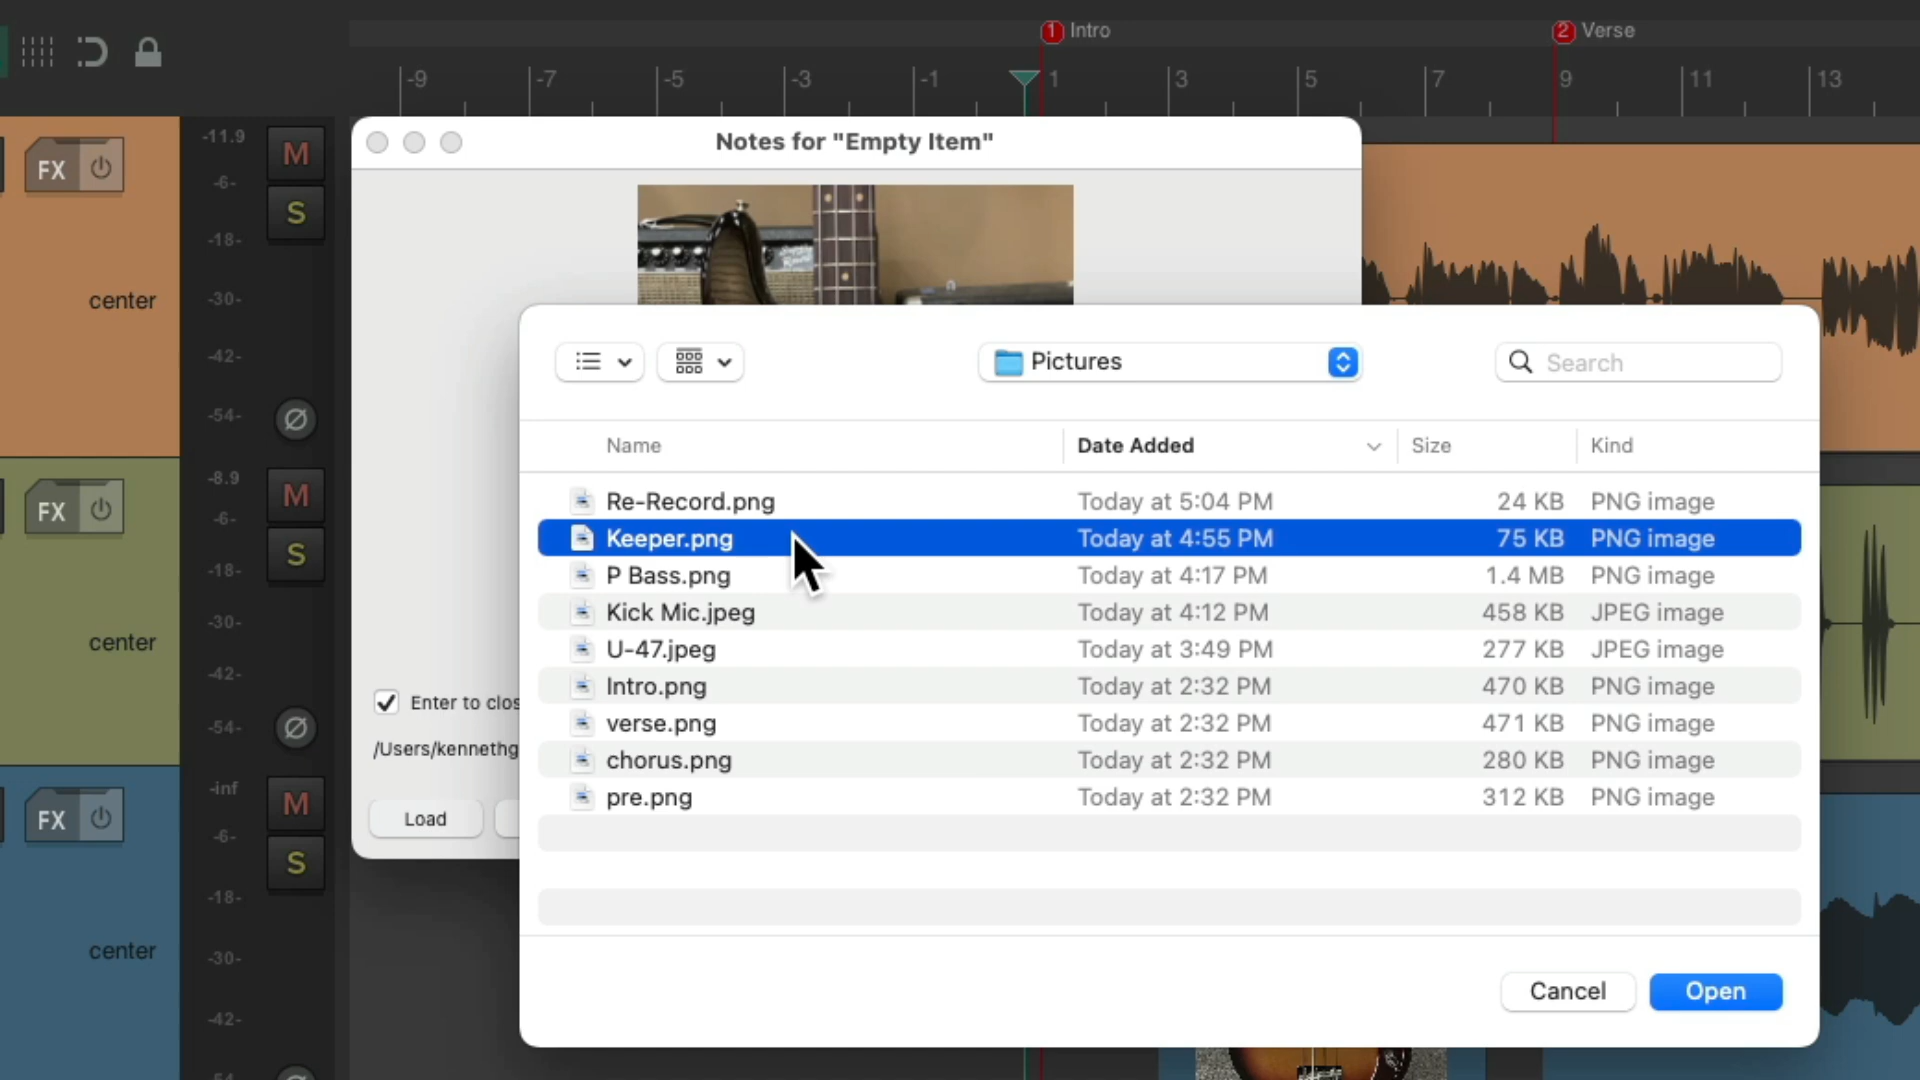 1 Intro
2 Verse
-9 -7 -5 -3 -1 1 3 5 7 9 11 13
FX
-11.9
M
-6-
S
-18-
center
-30-
-42-
-54-
FX
-8.9
M
-6-
S
-18-
-30-
center
-42-
-54-
FX
-inf
M
-6-
S
-18-
center
-30-
-42-
Notes for "Empty Item"
Enter to clos
/Users/kennethg
Load
Pictures
Search
Name Date Added Size Kind
Re-Record.png Today at 5:04 PM 24 KB PNG image
Keeper.png Today at 4:55 PM 75 KB PNG image
P Bass.png Today at 4:17 PM 1.4 MB PNG image
Kick Mic.jpeg Today at 4:12 PM 458 KB JPEG image
U-47.jpeg Today at 3:49 PM 277 KB JPEG image
Intro.png Today at 2:32 PM 470 KB PNG image
verse.png Today at 2:32 PM 471 KB PNG image
chorus.png Today at 2:32 PM 280 KB PNG image
pre.png Today at 2:32 PM 312 KB PNG image
Cancel Open